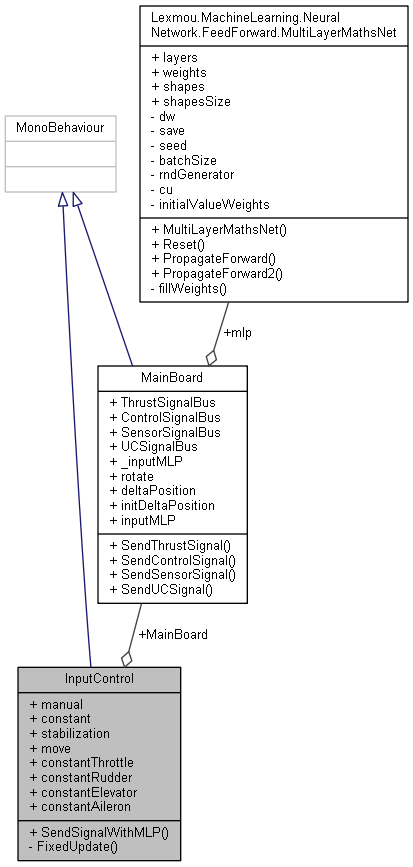 Lexmou.MachineLearning.Neural
Network.FeedForward.MultiLayerMathsNet
+ layers
+ weights
+ shapes
+ shapesSize
- dw
- save
- seed
- batchSize
- rndGenerator
- cu
- initialValueWeights
+ MultiLayerMathsNet()
+ Reset()
+ PropagateForward()
+ PropagateForward2()
- fillWeights()
MonoBehaviour
+mlp
MainBoard
+ ThrustSignalBus
+ ControlSignalBus
+ SensorSignalBus
+ UCSignalBus
+ _inputMLP
+ rotate
+ deltaPosition
+ initDeltaPosition
+ inputMLP
+ SendThrustSignal()
+ SendControlSignal()
+ SendSensorSignal()
+ SendUCSignal()
+MainBoard
InputControl
+ manual
+ constant
+ stabilization
+ move
+ constantThrottle
+ constantRudder
+ constantElevator
+ constantAileron
+ SendSignalWithMLP()
- FixedUpdate()